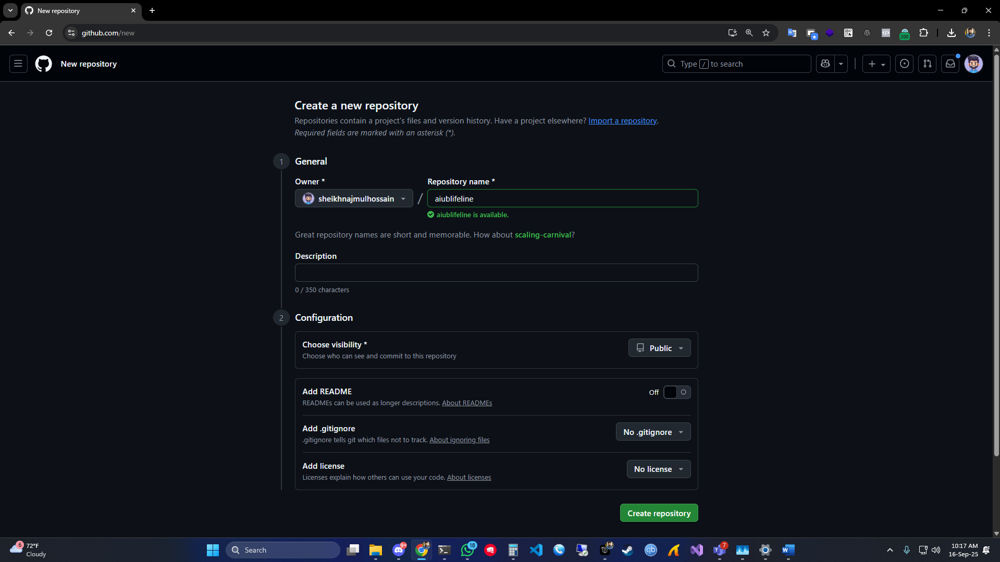 New repository
github.com/new
200
New repository
Type / to search
Create a new repository
Repositories contain a project's files and version history. Have a project elsewhere? Import a repository.
Required fields are marked with an asterisk (*).
1
General
Owner *
Repository name *
sheikhnajmulhossain
/
aiublifeline
aiublifeline is available.
Great repository names are short and memorable. How about scaling-carnival?
Description
0 / 350 characters
2
Configuration
Choose visibility *
Choose who can see and commit to this repository
Public
Add README
READMEs can be used as longer descriptions. About READMEs
Off
Add .gitignore
.gitignore tells git which files not to track. About ignoring files
No .gitignore
Add license
Licenses explain how others can use your code. About licenses
No license
Create repository
6
72°F
Cloudy
Search
9+
18
qb
7
10:17 AM
16-Sep-25